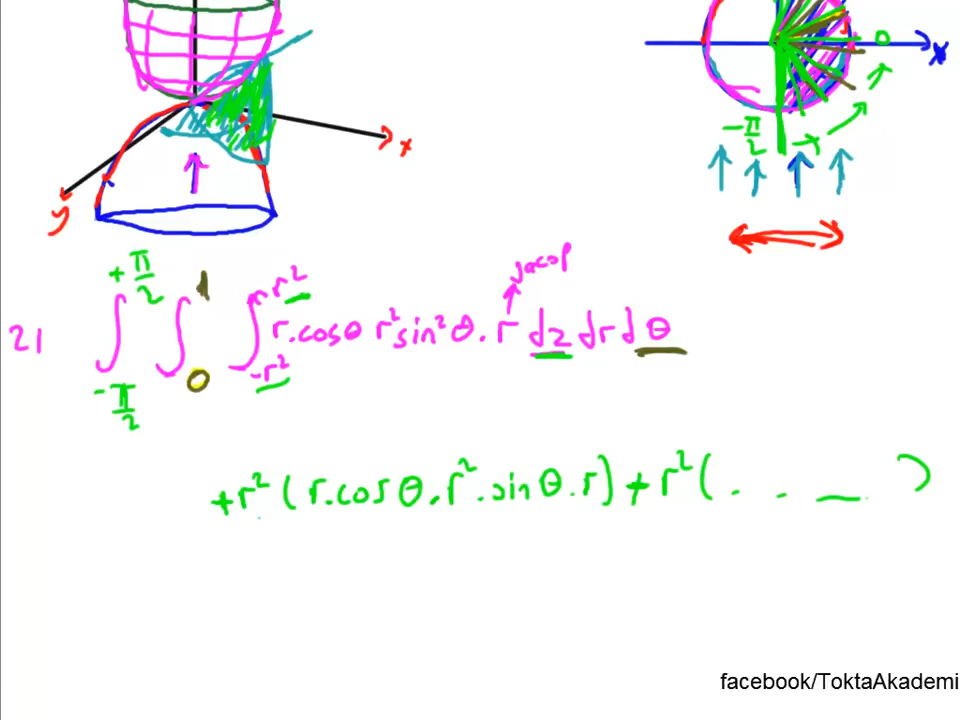 x
0
-π/2
x
y
+π/2 1 r² jacop
21 ∫ ∫ ∫ r.cosθ r²sin²θ.r dz dr dθ
-π/2 0 -r²
+r²(r.cosθ.r².sinθ.r)+r²(. . _ )
facebook/ToktaAkademi